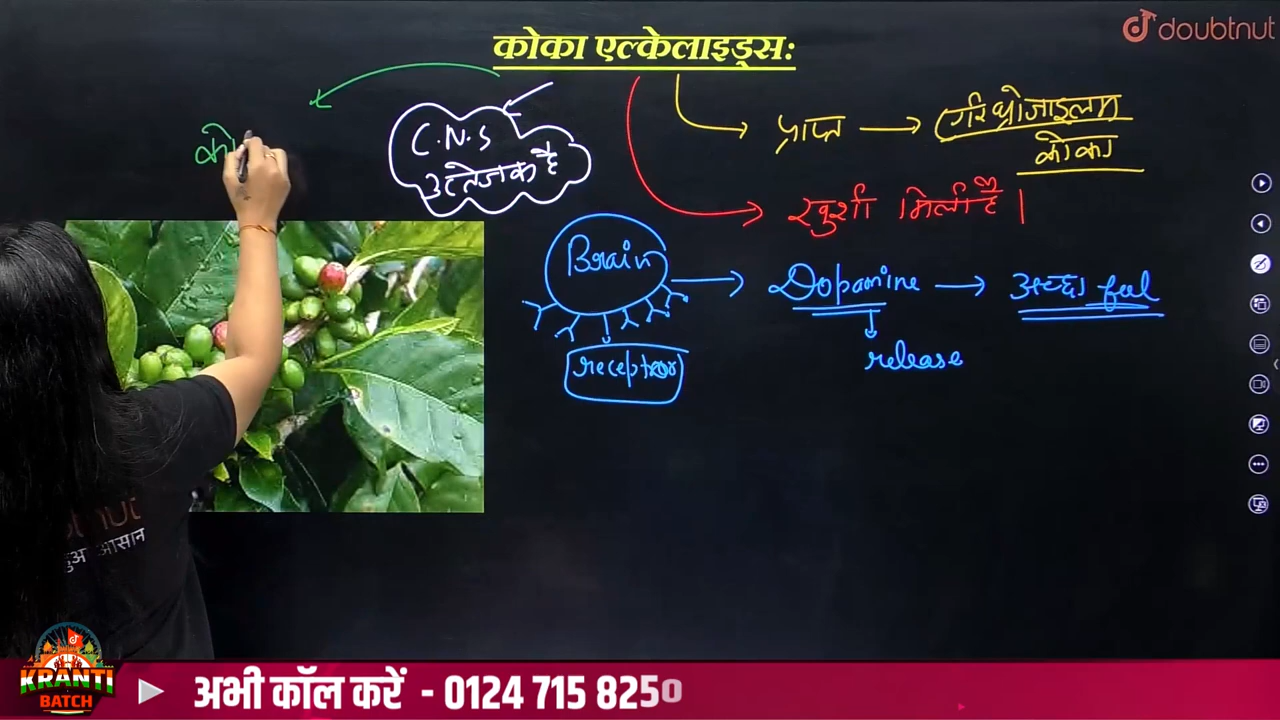 doubtnut
कोका एल्केलाइड्स:
को
C.N.S
उत्तेजक है
प्राप्त → एरिथ्रोजाइलम
कोका
खुशी मिली है।
Brain → Dopamine → अच्छा feel
receptor
release
आसान
KRANTI
BATCH
अभी कॉल करें - 0124 715 8250